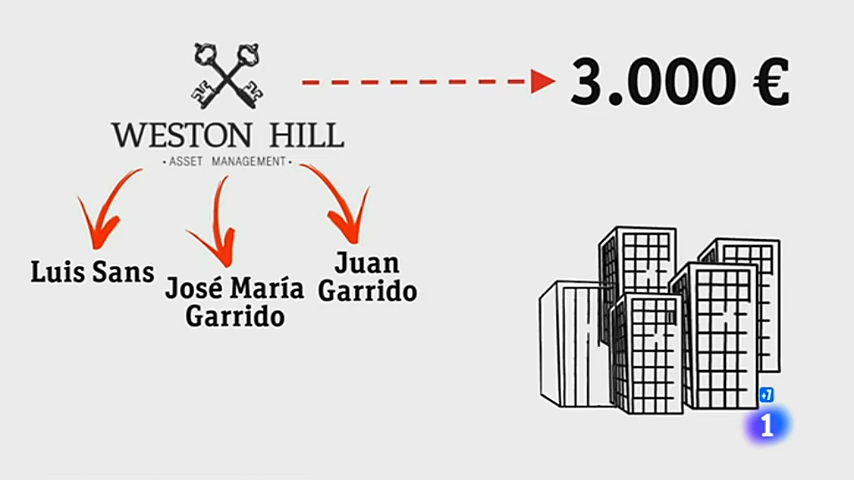 3.000 €
WESTON HILL
• ASSET MANAGEMENT •
Luis Sans
José María
Garrido
Juan
Garrido
+7
1